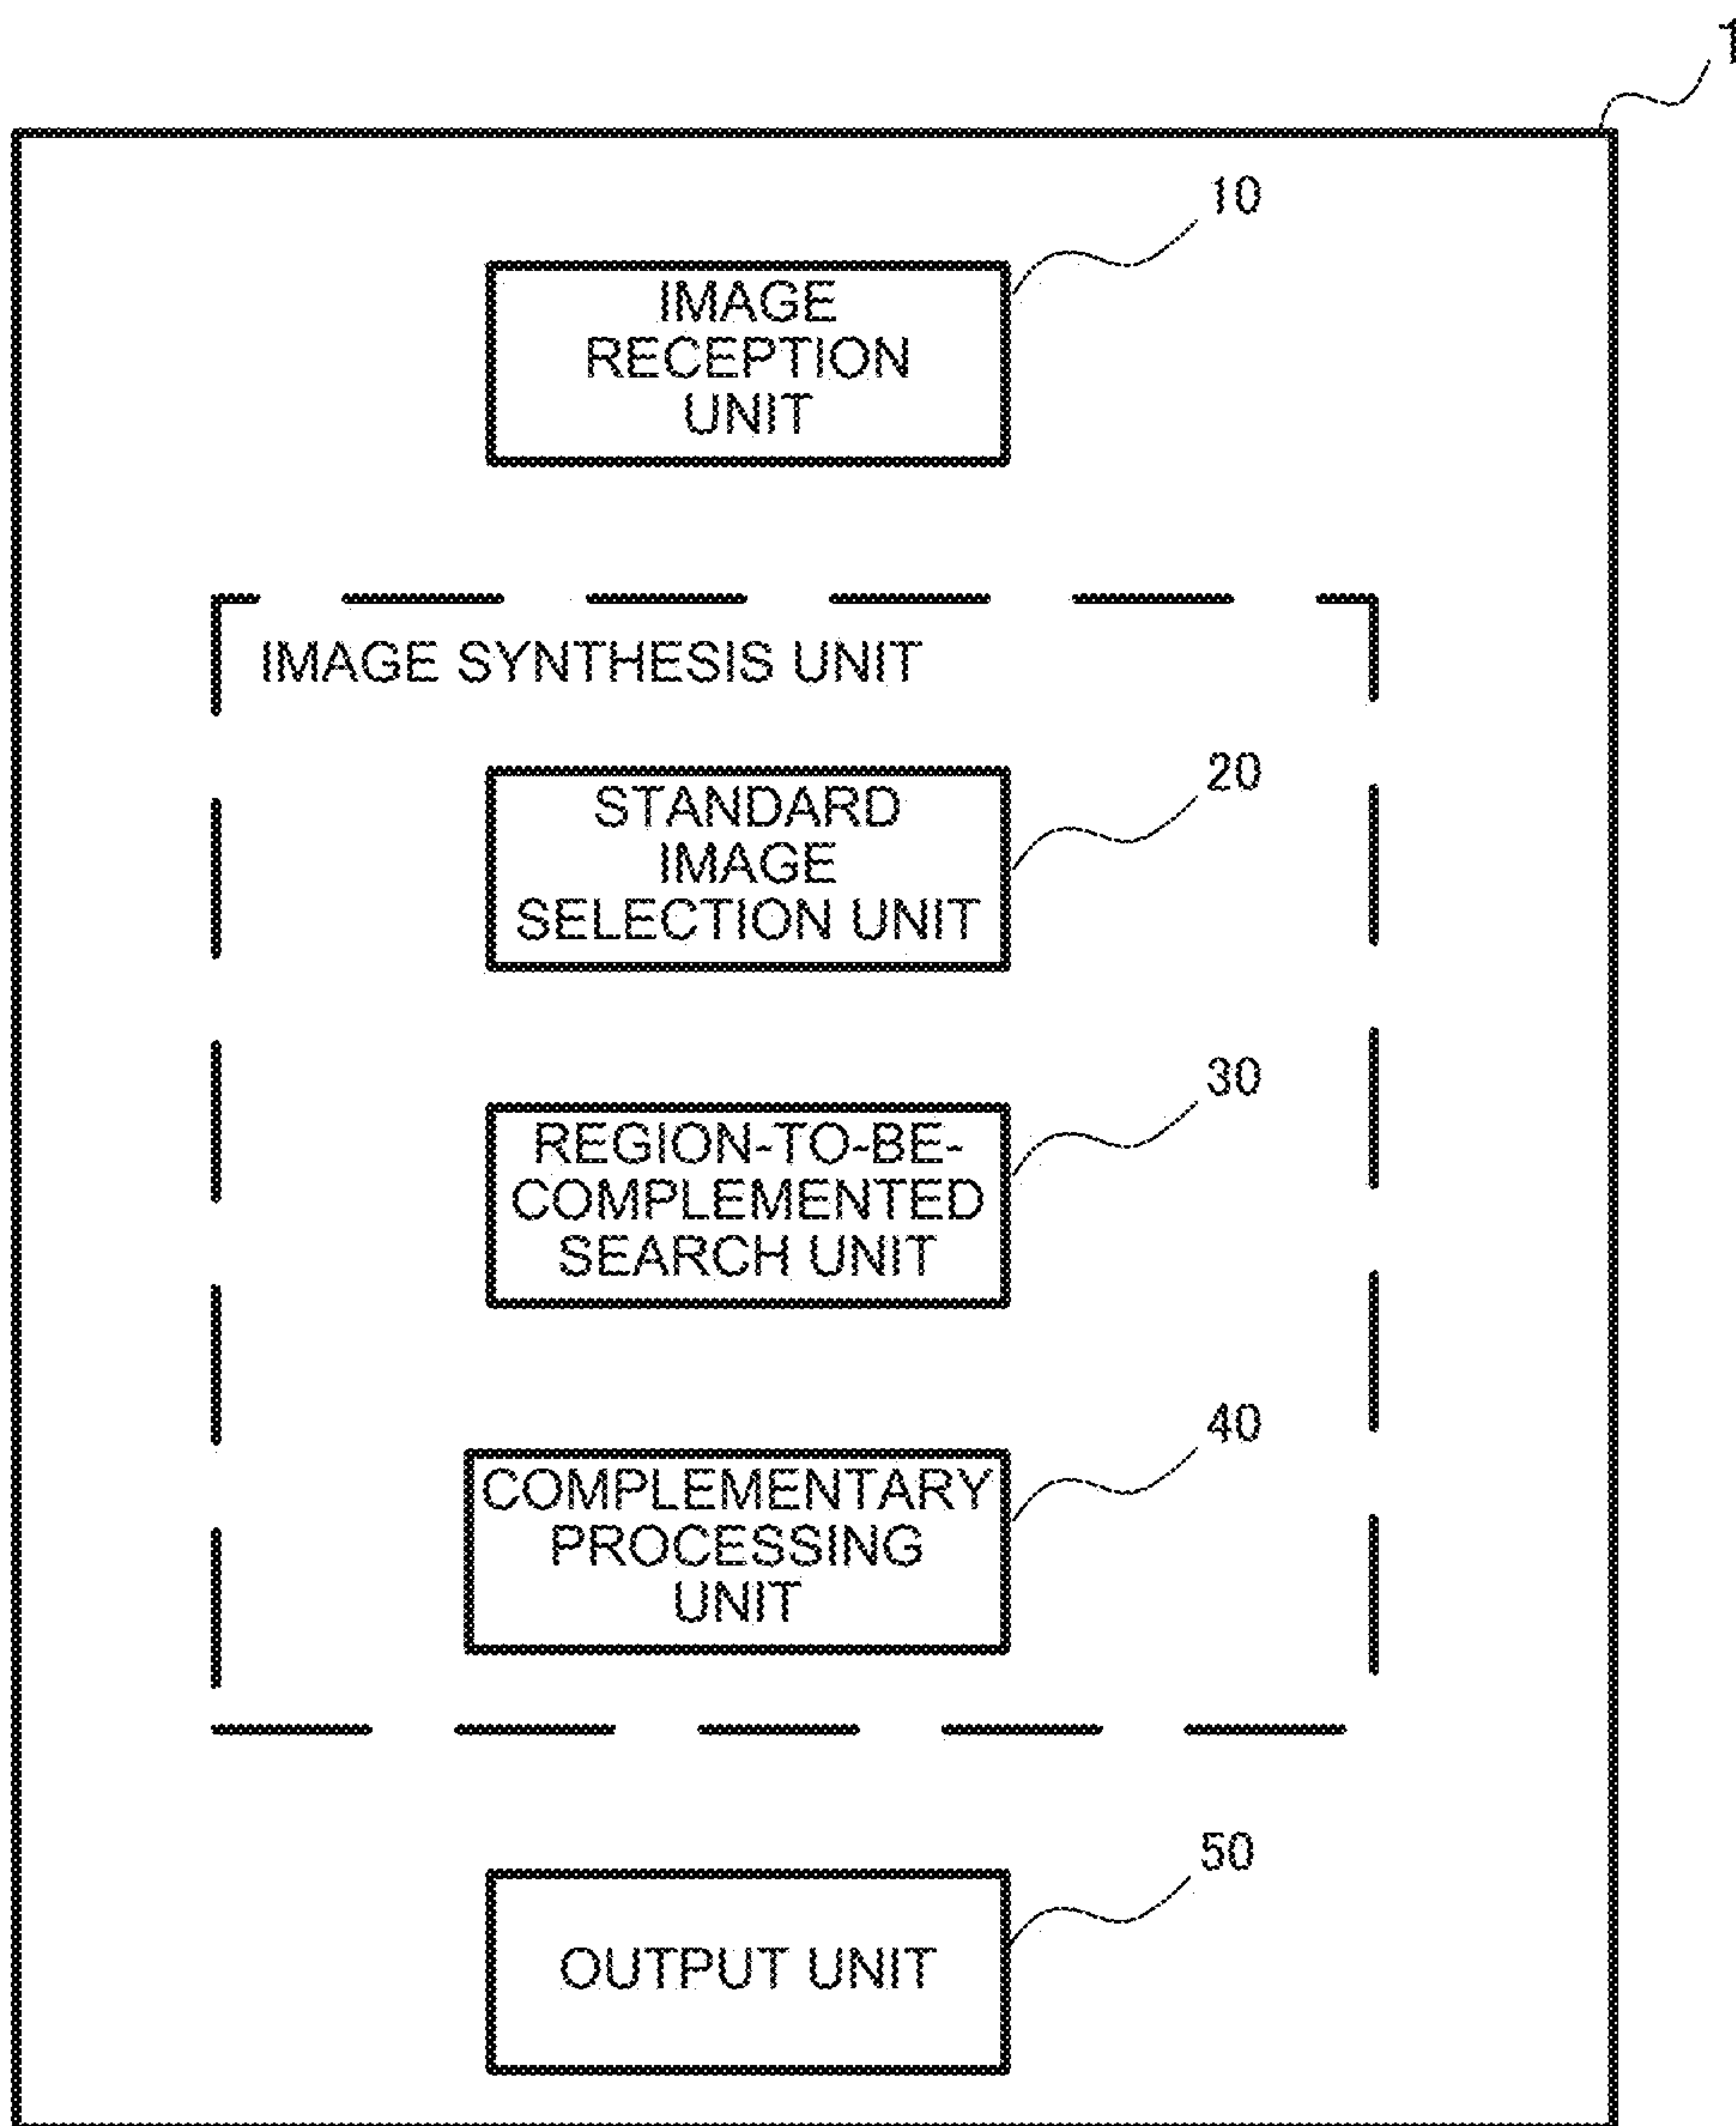 1
10
IMAGE
RECEPTION
UNIT
IMAGE SYNTHESIS UNIT
20
STANDARD
IMAGE
SELECTION UNIT
30
REGION-TO-BE-
COMPLEMENTED
SEARCH UNIT
40
COMPLEMENTARY
PROCESSING
UNIT
50
OUTPUT UNIT